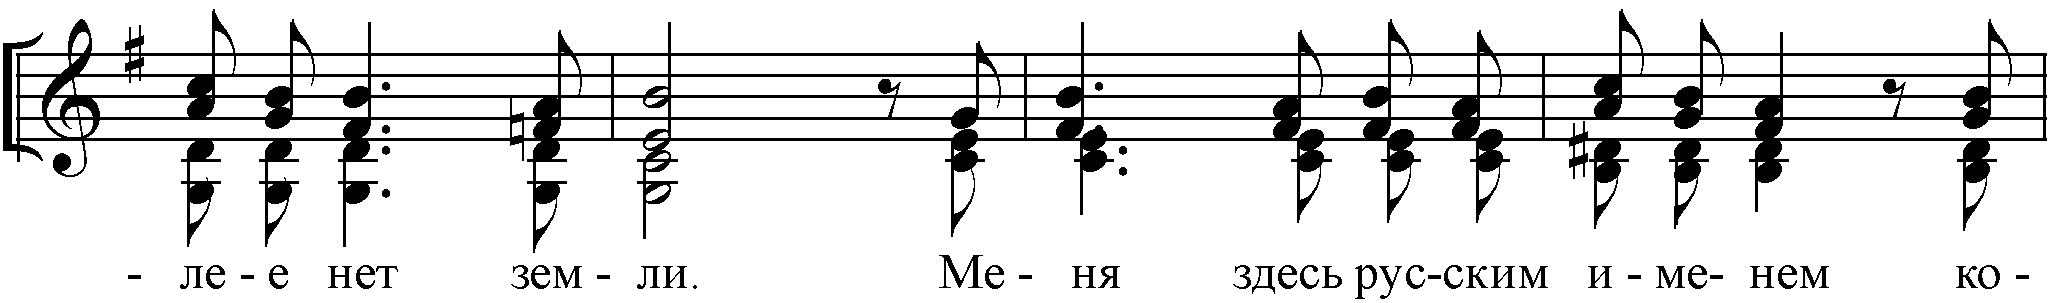 - ле - е нет зем - ли. Ме - ня здесь рус-ским и - ме- нем ко -